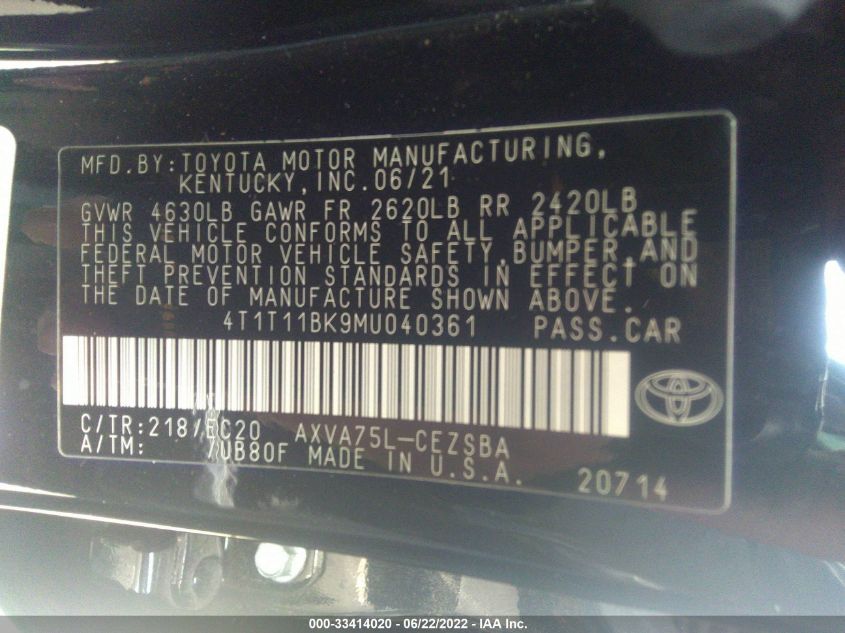 MFD.BY:TOYOTA MOTOR MANUFACTURING,
KENTUCKY,INC.06/21
GVWR 4630LB GAWR FR 2620LB RR 2420LB
THIS VEHICLE CONFORMS TO ALL APPLICABLE
FEDERAL MOTOR VEHICLE SAFETY,BUMPER,AND
THEFT PREVENTION STANDARDS IN EFFECT ON
THE DATE OF MANUFACTURE SHOWN ABOVE.
4T1T11BK9MU040361 PASS.CAR
C/TR:218/EC20 AXVA75L-CEZSBA
A/TM: /UB80F MADE IN U.S.A. 20714
000-33414020 - 06/22/2022 - IAA Inc.